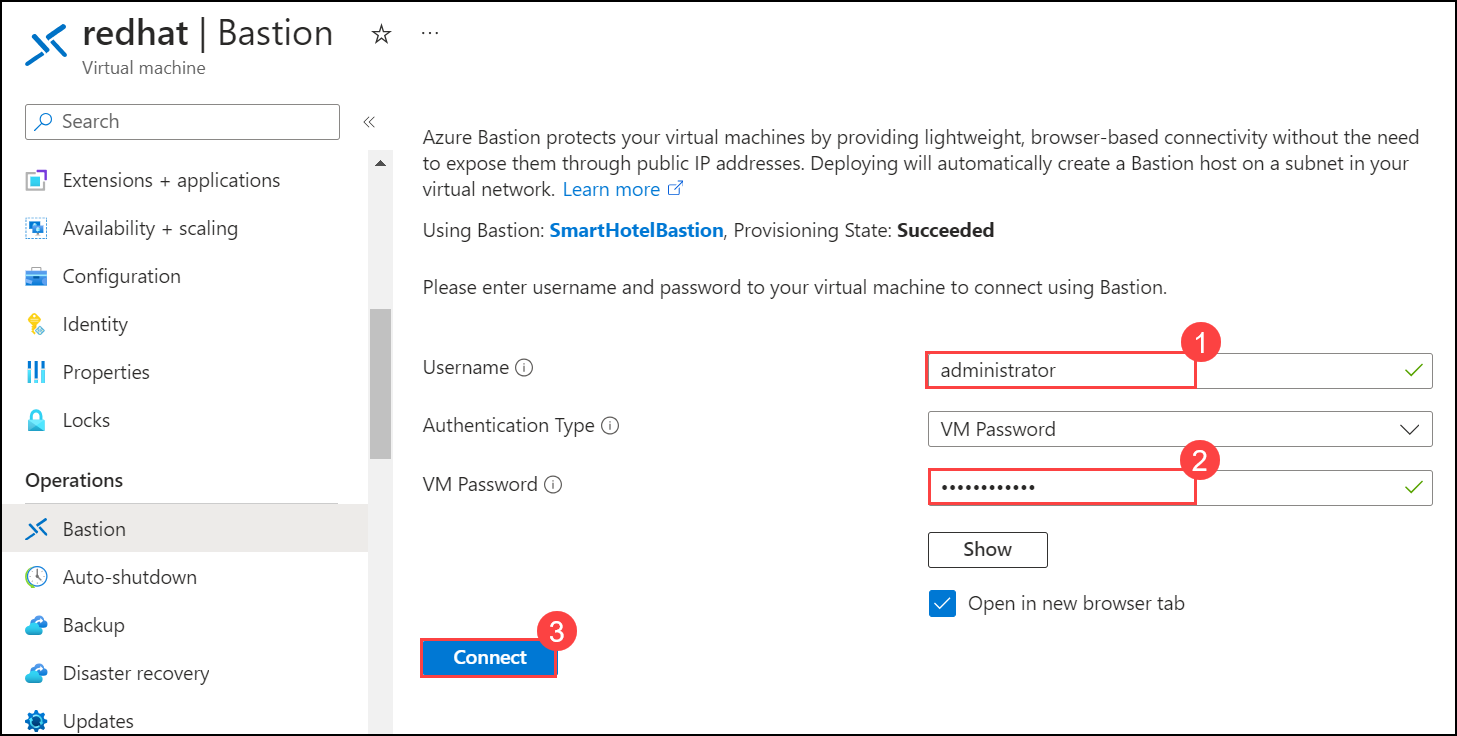 redhat | Bastion
Virtual machine
Search
Extensions + applications
Availability + scaling
Configuration
Identity
Properties
Locks
Operations
Bastion
Auto-shutdown
Backup
Disaster recovery
Updates
Azure Bastion protects your virtual machines by providing lightweight, browser-based connectivity without the need
to expose them through public IP addresses. Deploying will automatically create a Bastion host on a subnet in your
virtual network. Learn more
Using Bastion: SmartHotelBastion, Provisioning State: Succeeded
Please enter username and password to your virtual machine to connect using Bastion.
1
Username
administrator
Authentication Type
VM Password
2
VM Password
••••••••••••
Show
Open in new browser tab
3
Connect